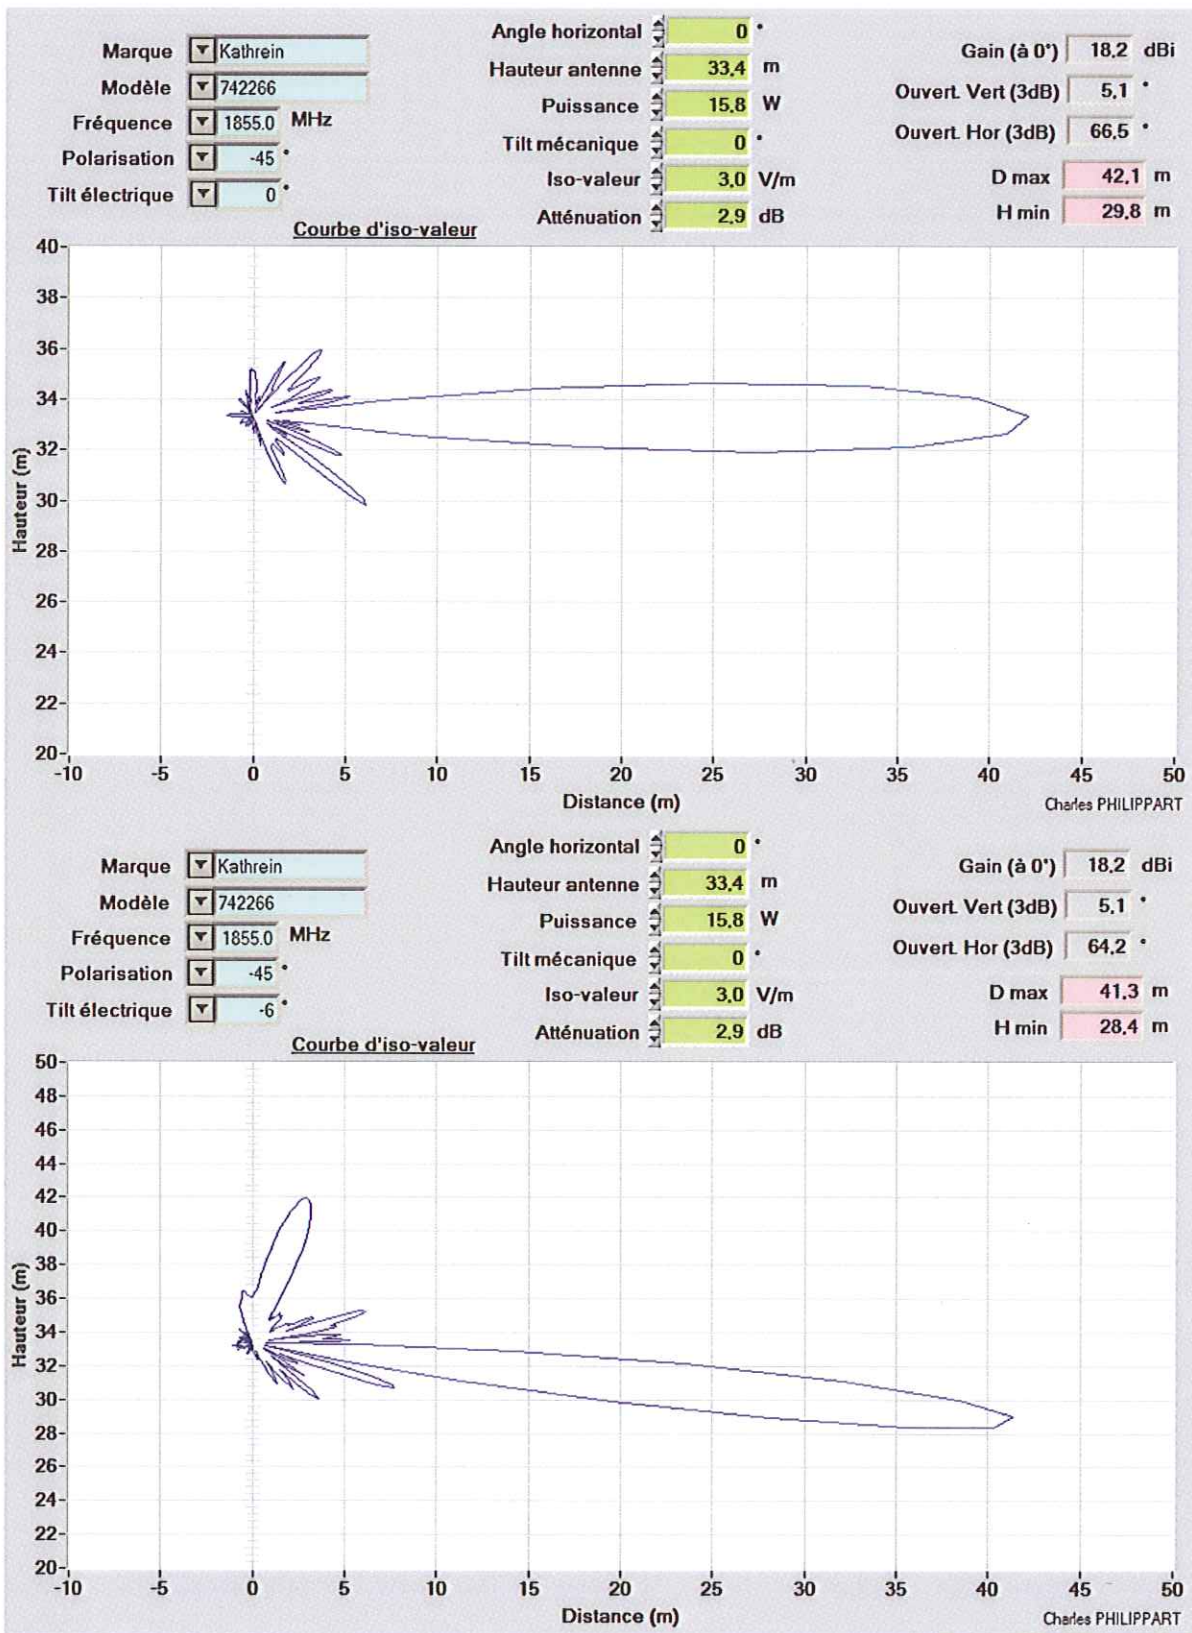 Marque Kathrein Angle horizontal 0 ° Gain (à 0°) 18,2 dBi
Modèle 742266 Hauteur antenne 33,4 m Ouvert. Vert (3dB) 5,1 °
Fréquence 1855.0 MHz Puissance 15,8 W Ouvert. Hor (3dB) 66,5 °
Polarisation -45 ° Tilt mécanique 0 °
Tilt électrique 0 ° Iso-valeur 3,0 V/m D max 42,1 m
Atténuation 2,9 dB H min 29,8 m
Courbe d'iso-valeur
Hauteur (m)
40-
38-
36-
34-
32-
30-
28-
26-
24-
22-
20-
-10 -5 0 5 10 15 20 25 30 35 40 45 50
Distance (m)
Charles PHILIPPART
Marque Kathrein Angle horizontal 0 ° Gain (à 0°) 18,2 dBi
Modèle 742266 Hauteur antenne 33,4 m Ouvert. Vert (3dB) 5,1 °
Fréquence 1855.0 MHz Puissance 15,8 W Ouvert. Hor (3dB) 64,2 °
Polarisation -45 ° Tilt mécanique 0 °
Tilt électrique -6 ° Iso-valeur 3,0 V/m D max 41,3 m
Atténuation 2,9 dB H min 28,4 m
Courbe d'iso-valeur
Hauteur (m)
50-
48-
46-
44-
42-
40-
38-
36-
34-
32-
30-
28-
26-
24-
22-
20-
-10 -5 0 5 10 15 20 25 30 35 40 45 50
Distance (m)
Charles PHILIPPART